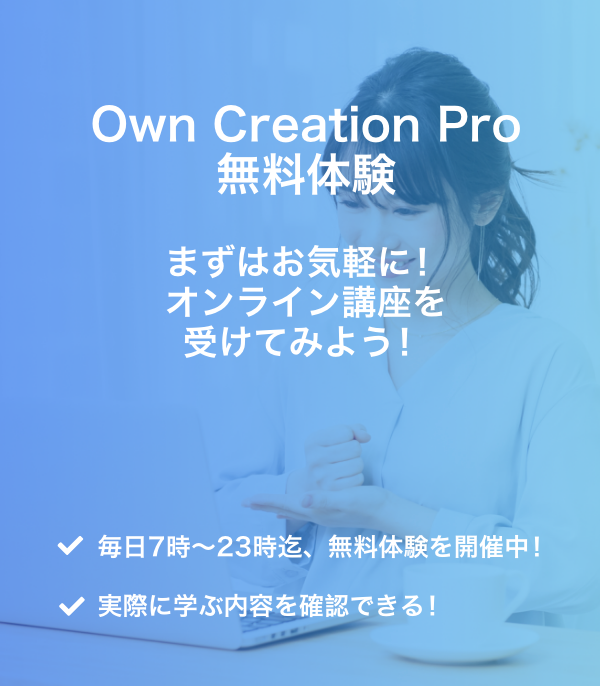 Own Creation Pro
無料体験
まずはお気軽に！
オンライン講座を
受けてみよう！
毎日7時〜23時迄、無料体験を開催中！
実際に学ぶ内容を確認できる！